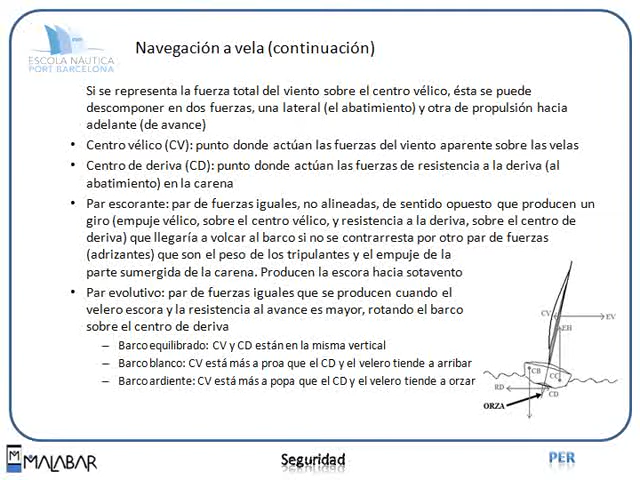 ESCOLA NÀUTICA
PORT BARCELONA
Navegación a vela (continuación)
Si se representa la fuerza total del viento sobre el centro vélico, ésta se puede
descomponer en dos fuerzas, una lateral (el abatimiento) y otra de propulsión hacia
adelante (de avance)
• Centro vélico (CV): punto donde actúan las fuerzas del viento aparente sobre las velas
• Centro de deriva (CD): punto donde actúan las fuerzas de resistencia a la deriva (al
abatimiento) en la carena
• Par escorante: par de fuerzas iguales, no alineadas, de sentido opuesto que producen un
giro (empuje vélico, sobre el centro vélico, y resistencia a la deriva, sobre el centro de
deriva) que llegaría a volcar al barco si no se contrarresta por otro par de fuerzas
(adrizantes) que son el peso de los tripulantes y el empuje de la
parte sumergida de la carena. Producen la escora hacia sotavento
• Par evolutivo: par de fuerzas iguales que se producen cuando el
velero escora y la resistencia al avance es mayor, rotando el barco
sobre el centro de deriva
– Barco equilibrado: CV y CD están en la misma vertical
– Barco blanco: CV está más a proa que el CD y el velero tiende a arribar
– Barco ardiente: CV está más a popa que el CD y el velero tiende a orzar
CV
EV
EH
CB
CC
RD
CD
ORZA
MALABAR
Seguridad
PER